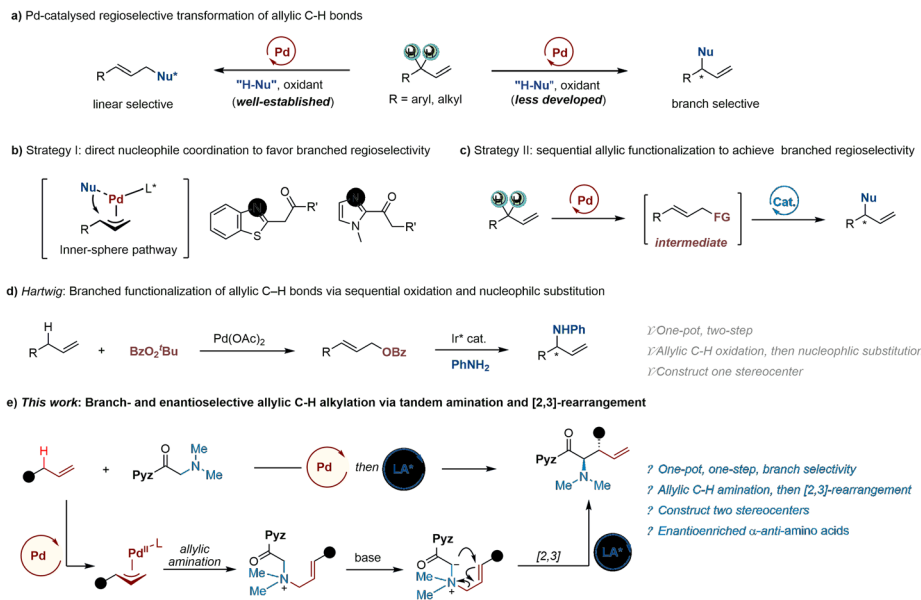 a) Pd-catalysed regioselective transformation of allylic C-H bonds
R Nu*
linear selective
Pd
"H-Nu", oxidant
(well-established)
H H
R
R = aryl, alkyl
Pd
"H-Nu", oxidant
(less developed)
Nu
R *
branch selective
b) Strategy I: direct nucleophile coordination to favor branched regioselectivity
Nu Pd L*
R
Inner-sphere pathway
N S O R'
N N O R'
c) Strategy II: sequential allylic functionalization to achieve branched regioselectivity
H H
R
Pd
R FG
intermediate
Cat.
Nu
R *
d) Hartwig: Branched functionalization of allylic C–H bonds via sequential oxidation and nucleophilc substitution
H
R
+
BzO₂ᵗBu
Pd(OAc)₂
R OBz
Ir* cat.
PhNH₂
NHPh
R *
ϒ One-pot, two-step
ϒ Allylic C-H oxidation, then nucleophlic substitutior
ϒ Construct one stereocenter
e) This work: Branch- and enantioselective allylic C-H alkylation via tandem amination and [2,3]-rearrangement
H
+
O Me
Pyz N Me
Pd then LA*
O
Pyz
Me N Me
? One-pot, one-step, branch selectivity
? Allylic C-H amination, then [2,3]-rearrangement
? Construct two stereocenters
? Enantioenriched α-anti-amino acids
Pd
Pdᴵᴵ L
allylic
amination
Pyz
O
Me N +
Me
base
Pyz
O −
Me N +
Me
[2,3]
LA*